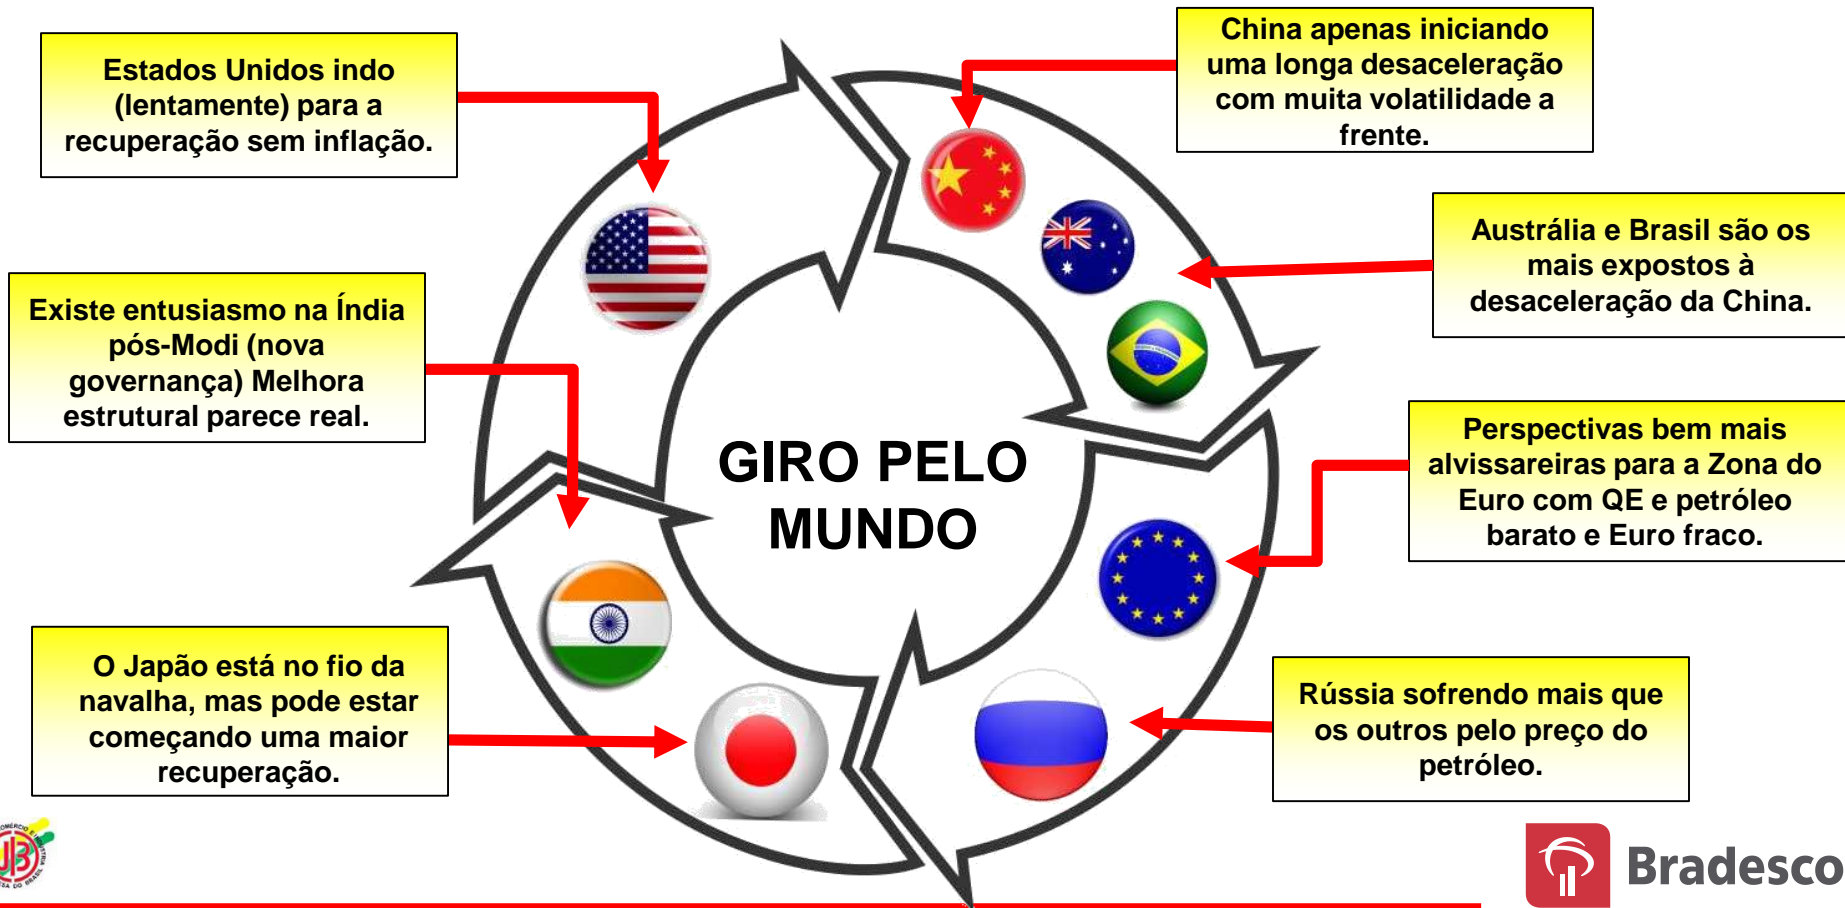 Estados Unidos indo
(lentamente) para a
recuperação sem inflação.
China apenas iniciando
uma longa desaceleração
com muita volatilidade a
frente.
Austrália e Brasil são os
mais expostos à
desaceleração da China.
Existe entusiasmo na Índia
pós-Modi (nova
governança) Melhora
estrutural parece real.
GIRO PELO
MUNDO
Perspectivas bem mais
alvissareiras para a Zona do
Euro com QE e petróleo
barato e Euro fraco.
O Japão está no fio da
navalha, mas pode estar
começando uma maior
recuperação.
Rússia sofrendo mais que
os outros pelo preço do
petróleo.
Bradesco